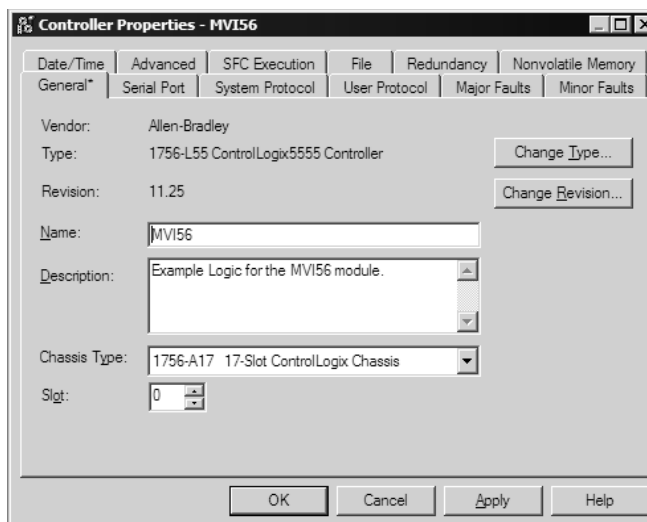 Controller Properties - MVI56
Date/Time Advanced SFC Execution File Redundancy Nonvolatile Memory
General* Serial Port System Protocol User Protocol Major Faults Minor Faults
Vendor: Allen-Bradley
Type: 1756-L55 ControlLogix5555 Controller Change Type...
Revision: 11.25 Change Revision...
Name: MVI56
Description: Example Logic for the MVI56 module.
Chassis Type: 1756-A17 17-Slot ControlLogix Chassis
Slot: 0
OK Cancel Apply Help